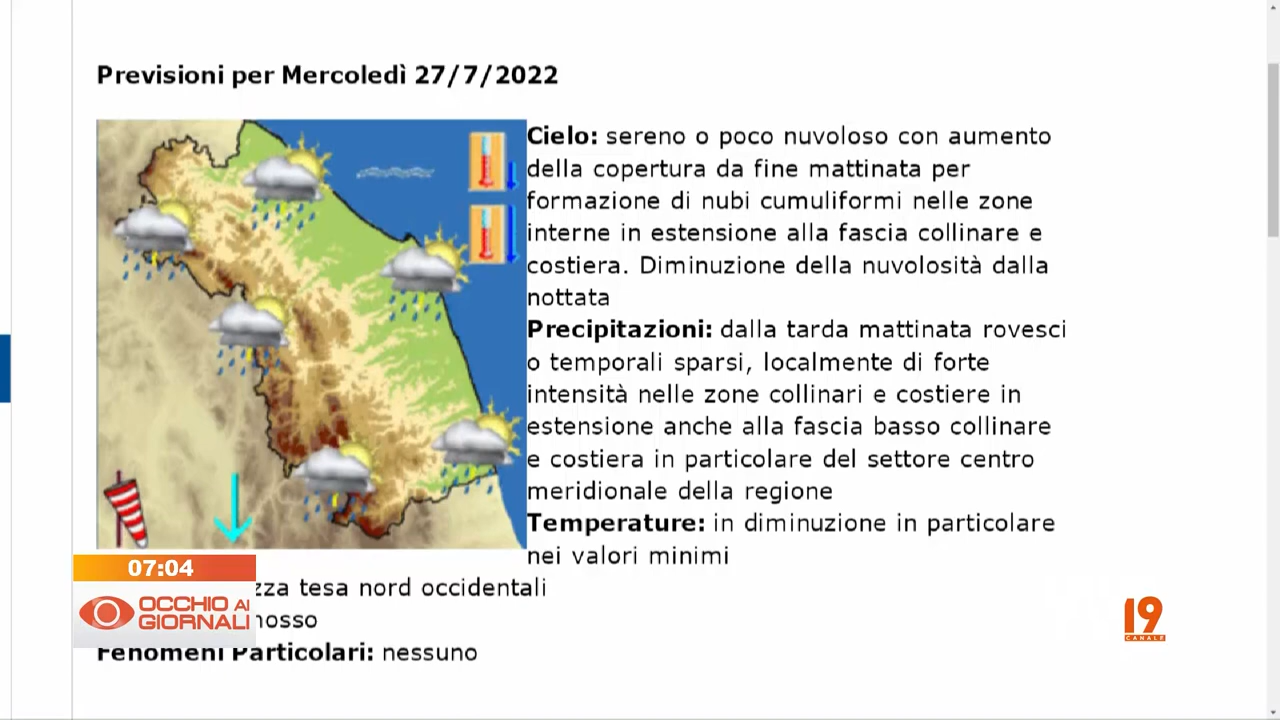 Previsioni per Mercoledì 27/7/2022
Cielo: sereno o poco nuvoloso con aumento
della copertura da fine mattinata per
formazione di nubi cumuliformi nelle zone
interne in estensione alla fascia collinare e
costiera. Diminuzione della nuvolosità dalla
nottata
Precipitazioni: dalla tarda mattinata rovesci
o temporali sparsi, localmente di forte
intensità nelle zone collinari e costiere in
estensione anche alla fascia basso collinare
e costiera in particolare del settore centro
meridionale della regione
Temperature: in diminuzione in particolare
nei valori minimi
tesa nord occidentali
Fenomeni Particolari: nessuno
07:04
OCCHIO AI
GIORNALI
19
CANALE